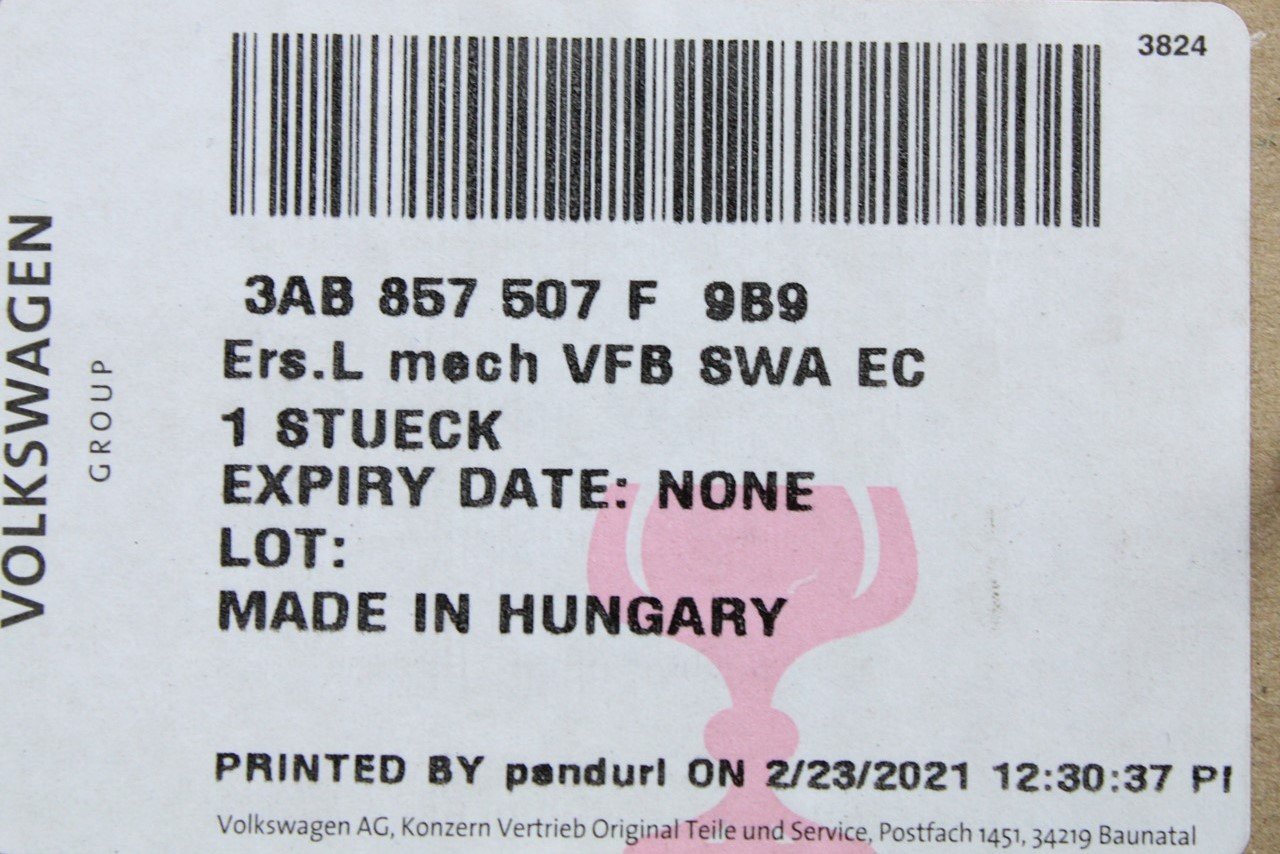 3824
VOLKSWAGEN
GROUP
3AB 857 507 F 9B9
Ers.L mech VFB SWA EC
1 STUECK
EXPIRY DATE: NONE
LOT:
MADE IN HUNGARY
PRINTED BY pandurl ON 2/23/2021 12:30:37 P
Volkswagen AG, Konzern Vertrieb Original Teile und Service, Postfach 1451, 34219 Baunatal